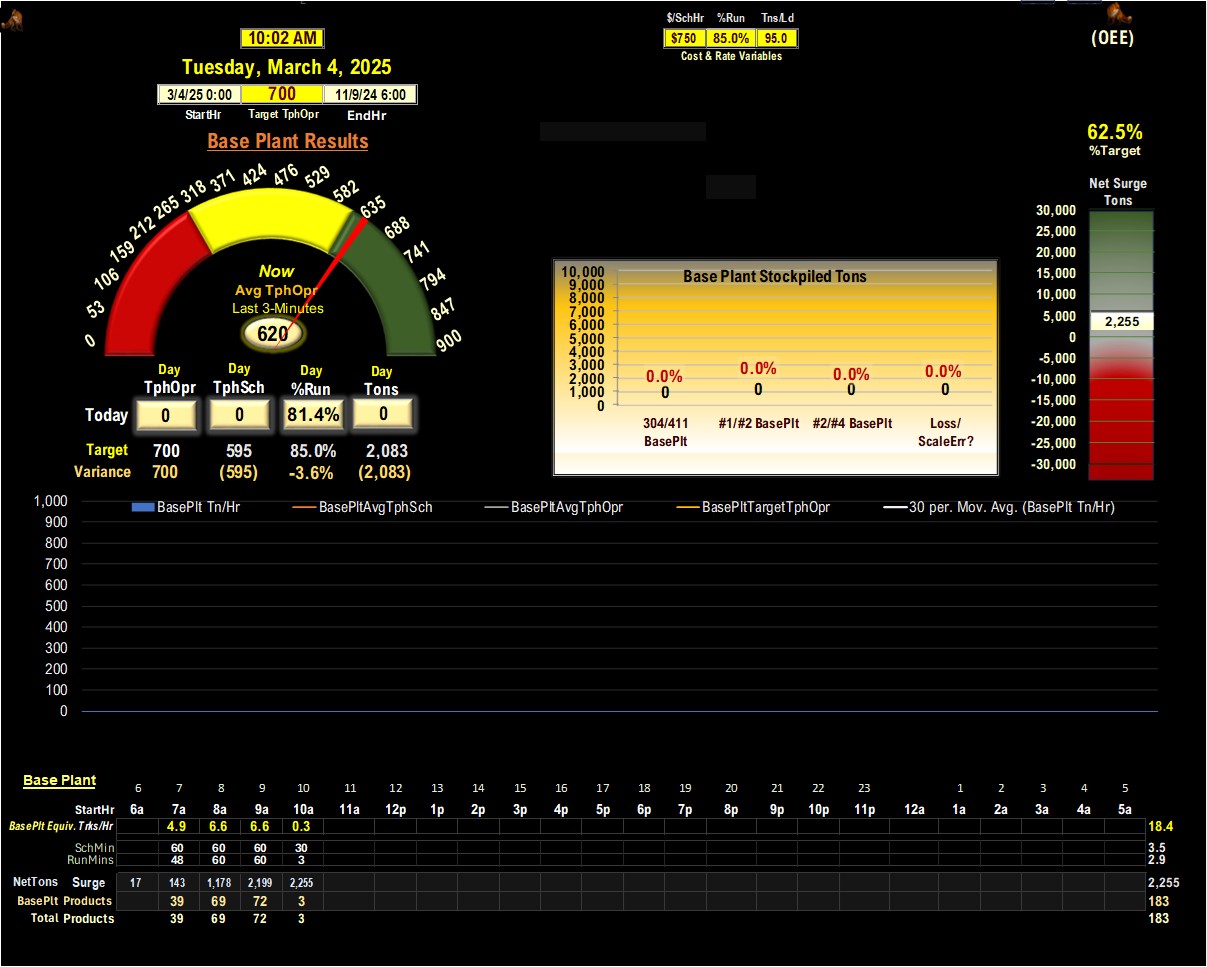 $/SchHr %Run Tns/Ld
10:02 AM
$750 85.0% 95.0
(OEE)
Cost & Rate Variables
Tuesday, March 4, 2025
3/4/25 0:00 700 11/9/24 6:00
StartHr Target TphOpr EndHr
Base Plant Results
62.5%
%Target
0 53 106 159 212 265 318 371 424 476 529 582 635 688 741 794 847 900
Now
Avg TphOpr
Last 3-Minutes
620
Net Surge
Tons
30,000
25,000
20,000
15,000
10,000
5,000
2,255
0
-5,000
-10,000
-15,000
-20,000
-25,000
-30,000
Base Plant Stockpiled Tons
10,000
9,000
8,000
7,000
6,000
5,000
4,000
3,000
2,000
1,000
0
0.0% 0.0% 0.0% 0.0%
0 0 0 0
304/411 #1/#2 BasePlt #2/#4 BasePlt Loss/
BasePlt ScaleErr?
Day Day Day Day
TphOpr TphSch %Run Tons
Today 0 0 81.4% 0
Target 700 595 85.0% 2,083
Variance 700 (595) -3.6% (2,083)
BasePlt Tn/Hr BasePltAvgTphSch BasePltAvgTphOpr BasePltTargetTphOpr 30 per. Mov. Avg. (BasePlt Tn/Hr)
1,000
900
800
700
600
500
400
300
200
100
0
Base Plant
6 7 8 9 10 11 12 13 14 15 16 17 18 19 20 21 22 23 1 2 3 4 5
StartHr 6a 7a 8a 9a 10a 11a 12p 1p 2p 3p 4p 5p 6p 7p 8p 9p 10p 11p 12a 1a 2a 3a 4a 5a
BasePlt Equiv. Trks/Hr 4.9 6.6 6.6 0.3 18.4
SchMin 60 60 60 30 3.5
RunMins 48 60 60 3 2.9
NetTons Surge 17 143 1,178 2,199 2,255 2,255
BasePlt Products 39 69 72 3 183
Total Products 39 69 72 3 183